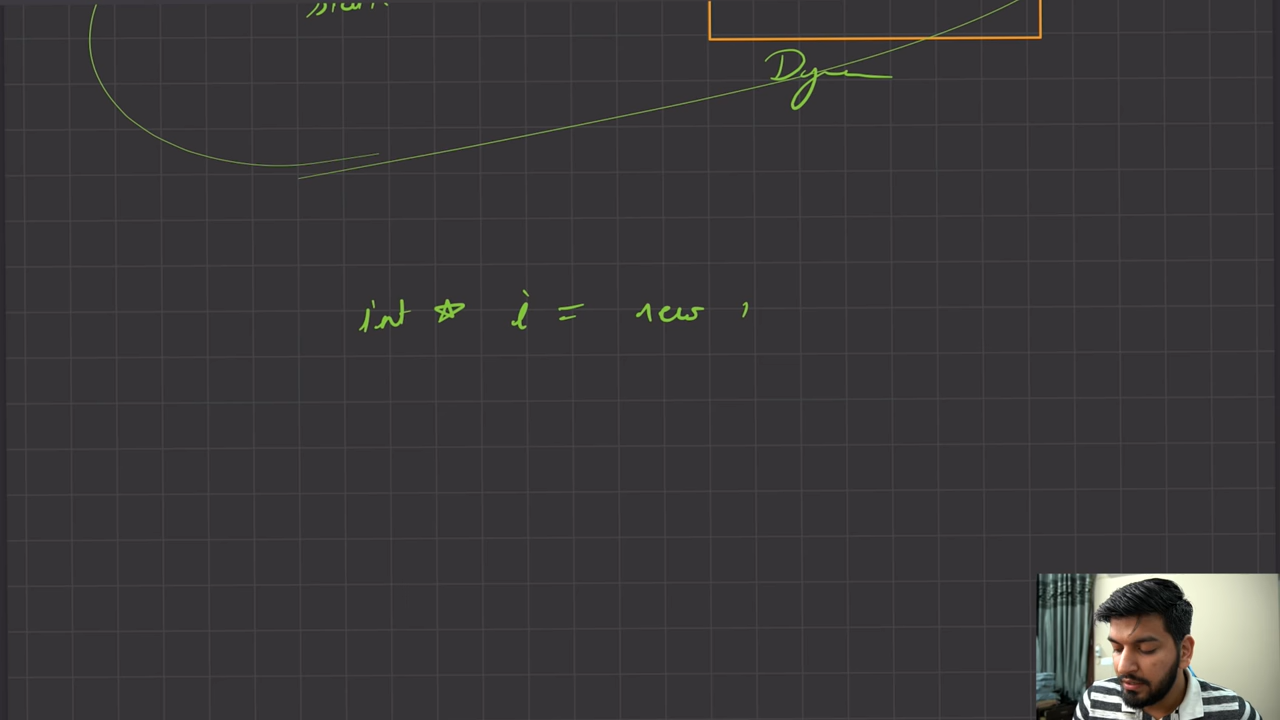 Dyn
int * i = new